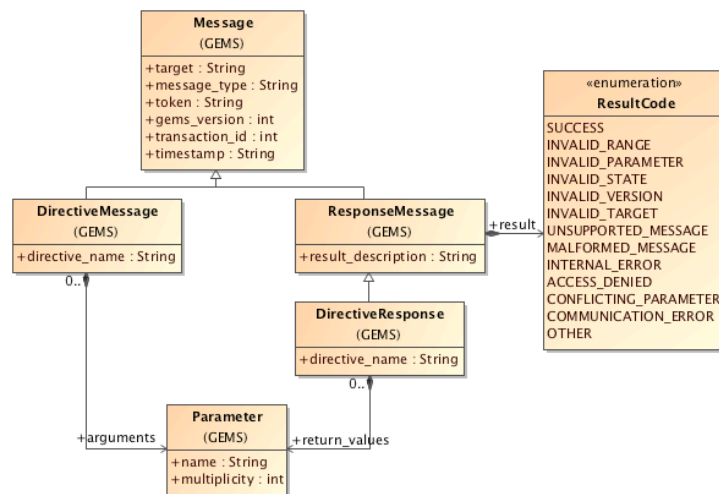 Message
(GEMS)
+target : String
+message_type : String
+token : String
+gems_version : int
+transaction_id : int
+timestamp : String
«enumeration»
ResultCode
SUCCESS
INVALID_RANGE
INVALID_PARAMETER
INVALID_STATE
INVALID_VERSION
INVALID_TARGET
UNSUPPORTED_MESSAGE
MALFORMED_MESSAGE
INTERNAL_ERROR
ACCESS_DENIED
CONFLICTING_PARAMETER
COMMUNICATION_ERROR
OTHER
DirectiveMessage
(GEMS)
+directive_name : String
0..
ResponseMessage
(GEMS)
+result_description : String
+result
DirectiveResponse
(GEMS)
+directive_name : String
0..
+arguments
+return_values
Parameter
(GEMS)
+name : String
+multiplicity : int